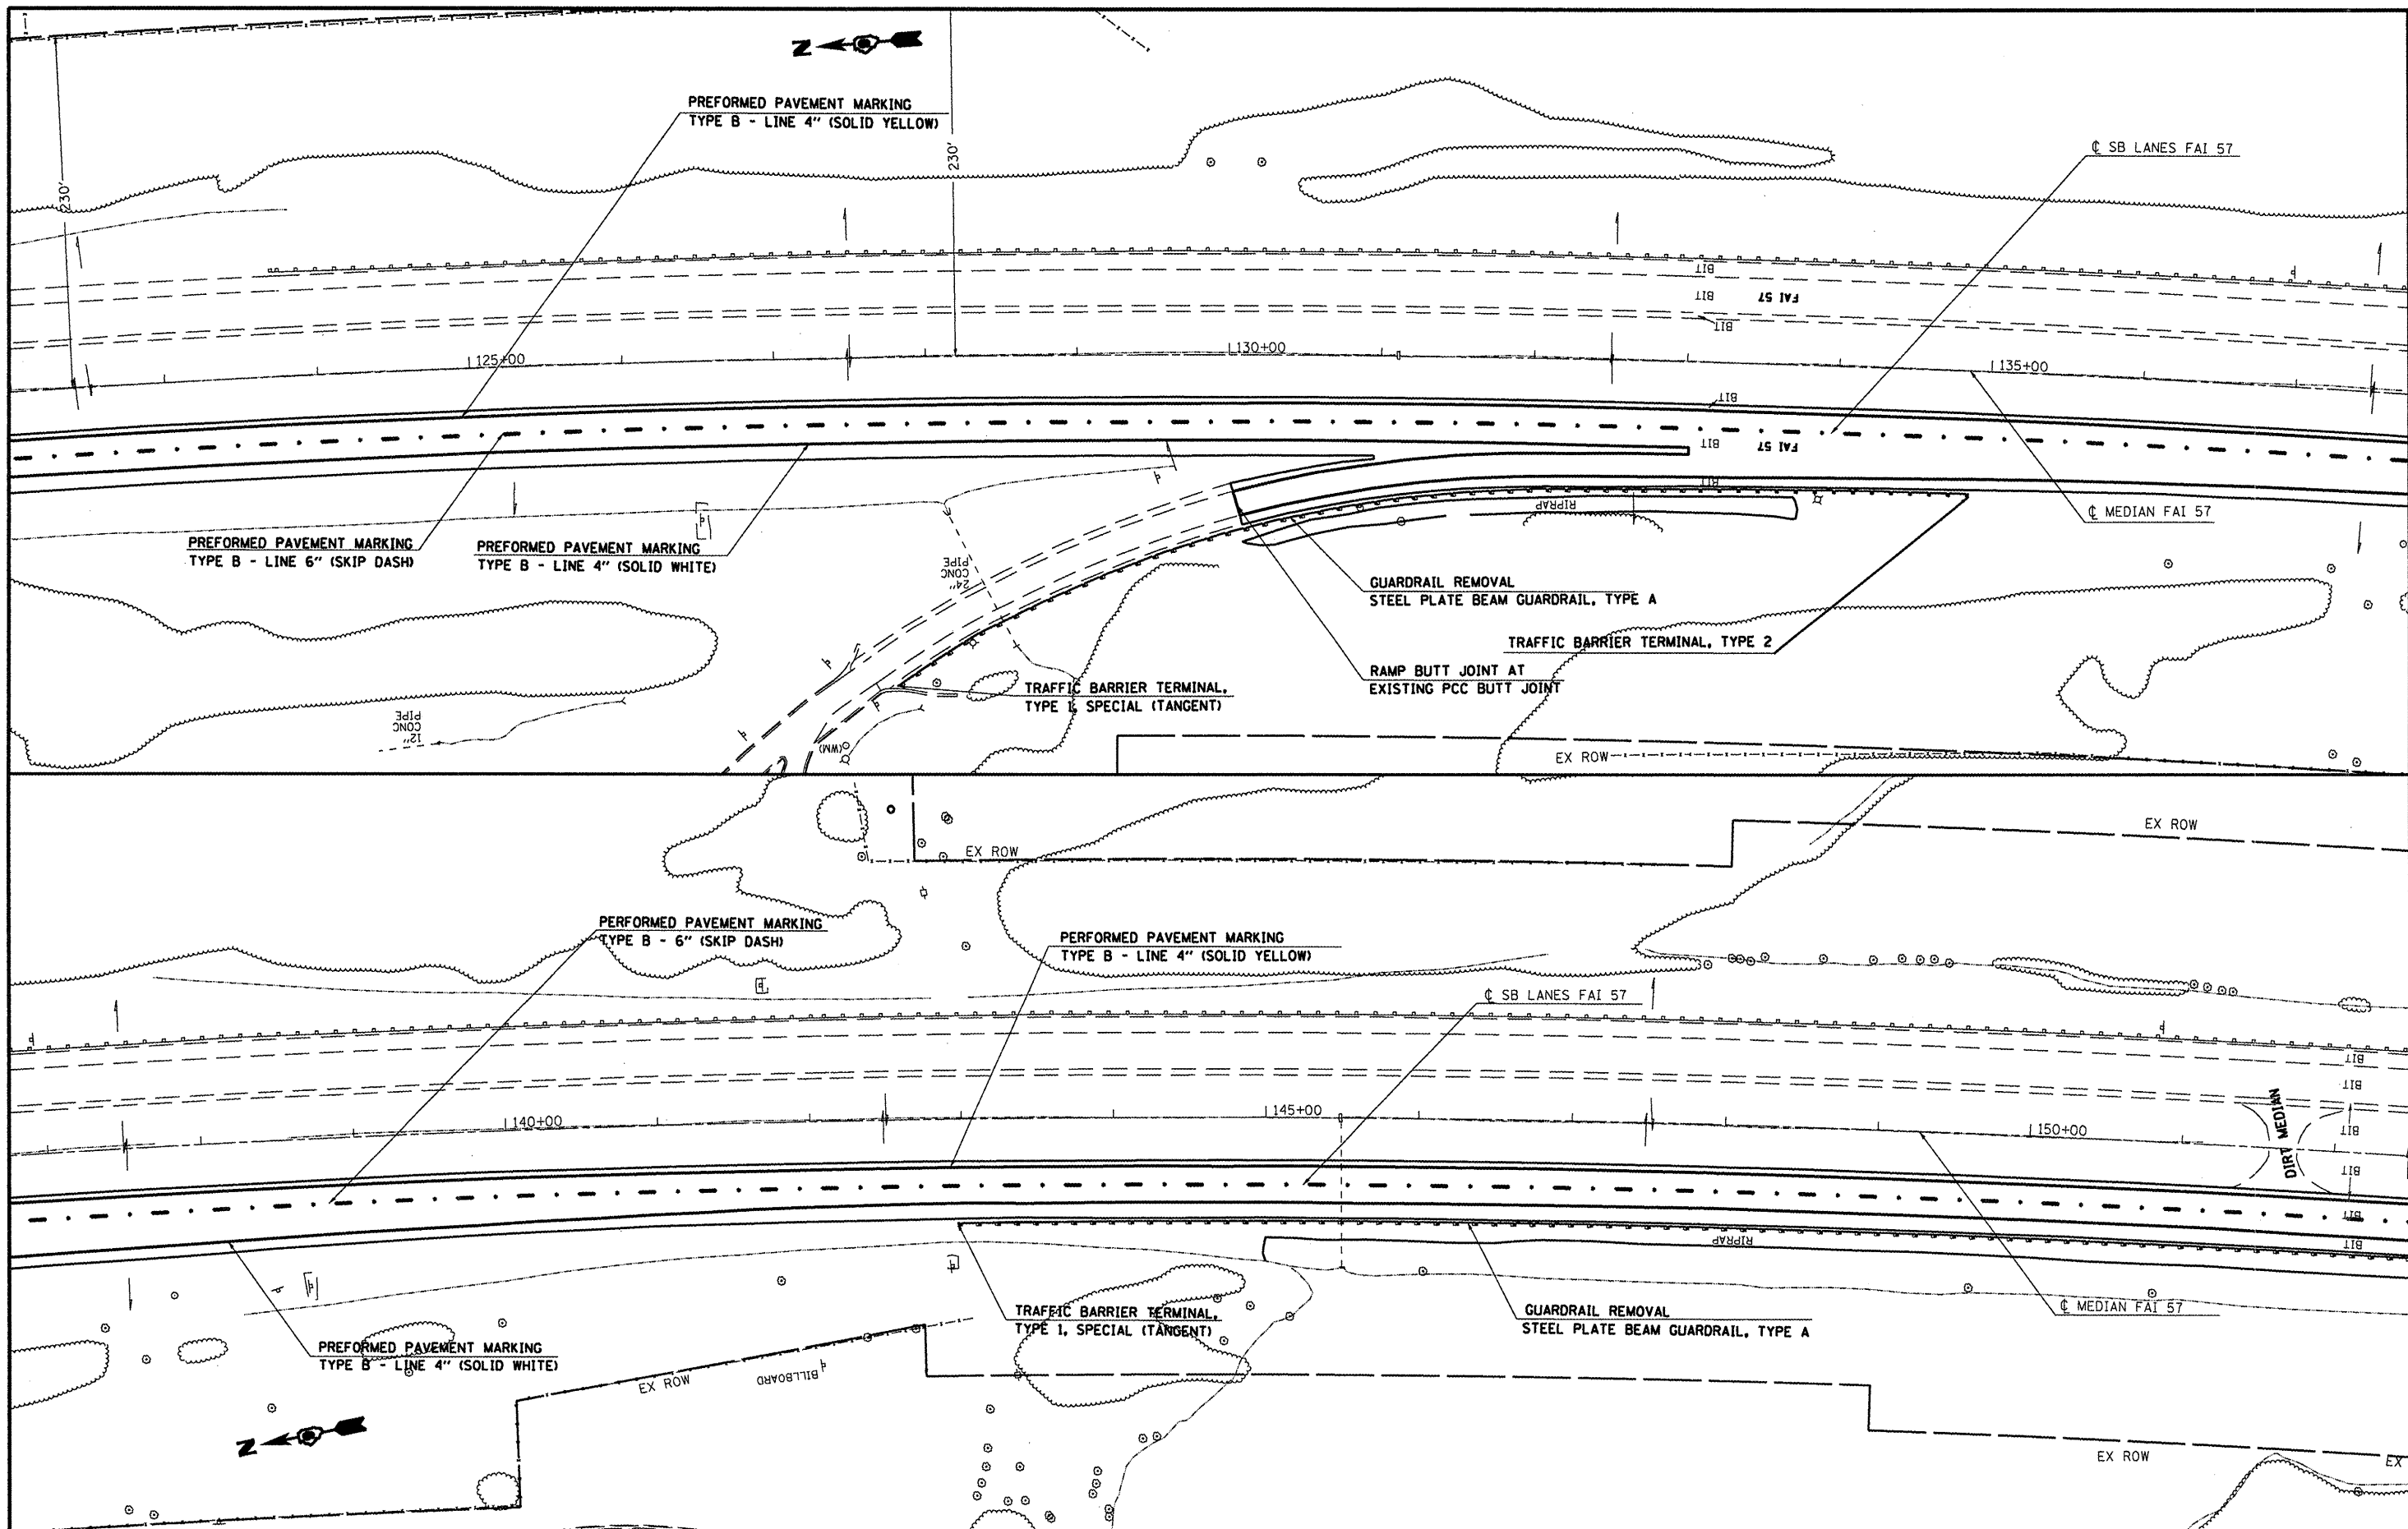 N
PREFORMED PAVEMENT MARKING
TYPE B - LINE 4" (SOLID YELLOW)
230'
230'
℄ SB LANES FAI 57
BIT
BIT
FAI 57
BIT
125+00
130+00
135+00
BIT
BIT
FAI 57
BIT
RIPRAP
℄ MEDIAN FAI 57
PREFORMED PAVEMENT MARKING
TYPE B - LINE 6" (SKIP DASH)
PREFORMED PAVEMENT MARKING
TYPE B - LINE 4" (SOLID WHITE)
24"
CONC
PIPE
GUARDRAIL REMOVAL
STEEL PLATE BEAM GUARDRAIL, TYPE A
TRAFFIC BARRIER TERMINAL, TYPE 2
RAMP BUTT JOINT AT
EXISTING PCC BUTT JOINT
TRAFFIC BARRIER TERMINAL,
TYPE 1, SPECIAL (TANGENT)
12"
CONC
PIPE
(WM)
EX ROW
EX ROW
EX ROW
PERFORMED PAVEMENT MARKING
TYPE B - 6" (SKIP DASH)
PERFORMED PAVEMENT MARKING
TYPE B - LINE 4" (SOLID YELLOW)
℄ SB LANES FAI 57
BIT
BIT
140+00
145+00
150+00
DIRT MEDIAN
BIT
BIT
BIT
BIT
RIPRAP
℄ MEDIAN FAI 57
TRAFFIC BARRIER TERMINAL,
TYPE 1, SPECIAL (TANGENT)
GUARDRAIL REMOVAL
STEEL PLATE BEAM GUARDRAIL, TYPE A
PREFORMED PAVEMENT MARKING
TYPE B - LINE 4" (SOLID WHITE)
EX ROW
BILLBOARD
N
EX ROW
EX